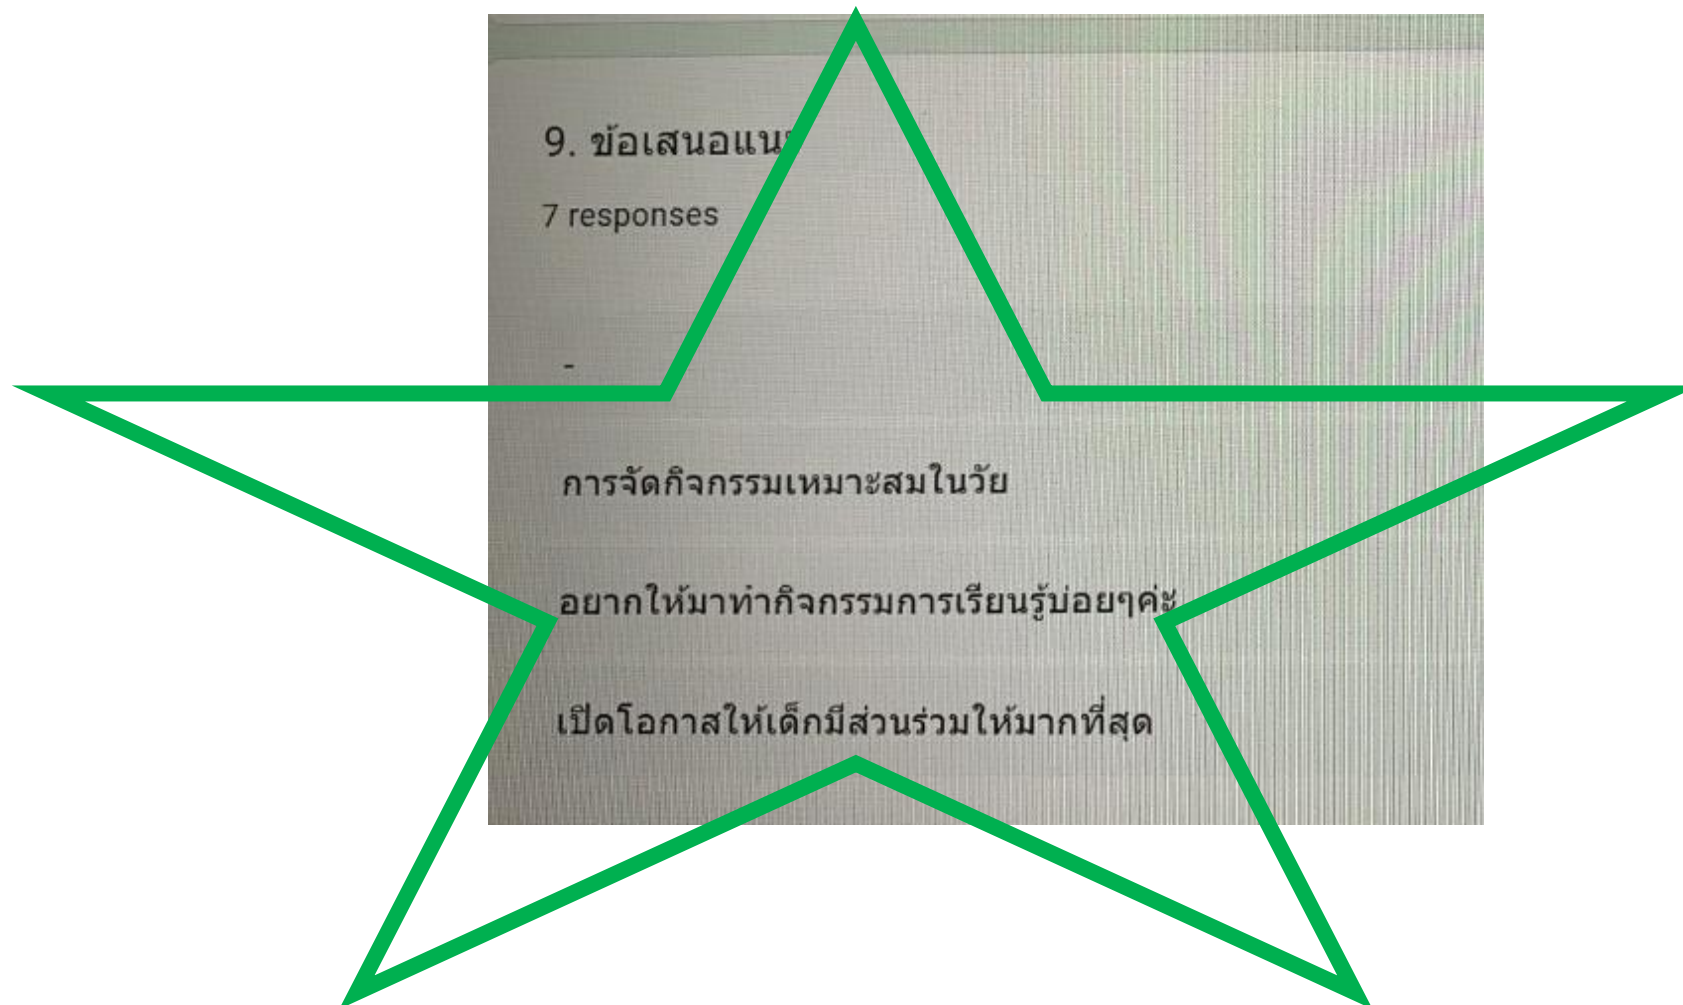 9. ข้อเสนอแน
7 responses
-
การจัดกิจกรรมเหมาะสมในวัย
อยากให้มาทำกิจกรรมการเรียนรู้บ่อยๆค่ะ
เปิดโอกาสให้เด็กมีส่วนร่วมให้มากที่สุด